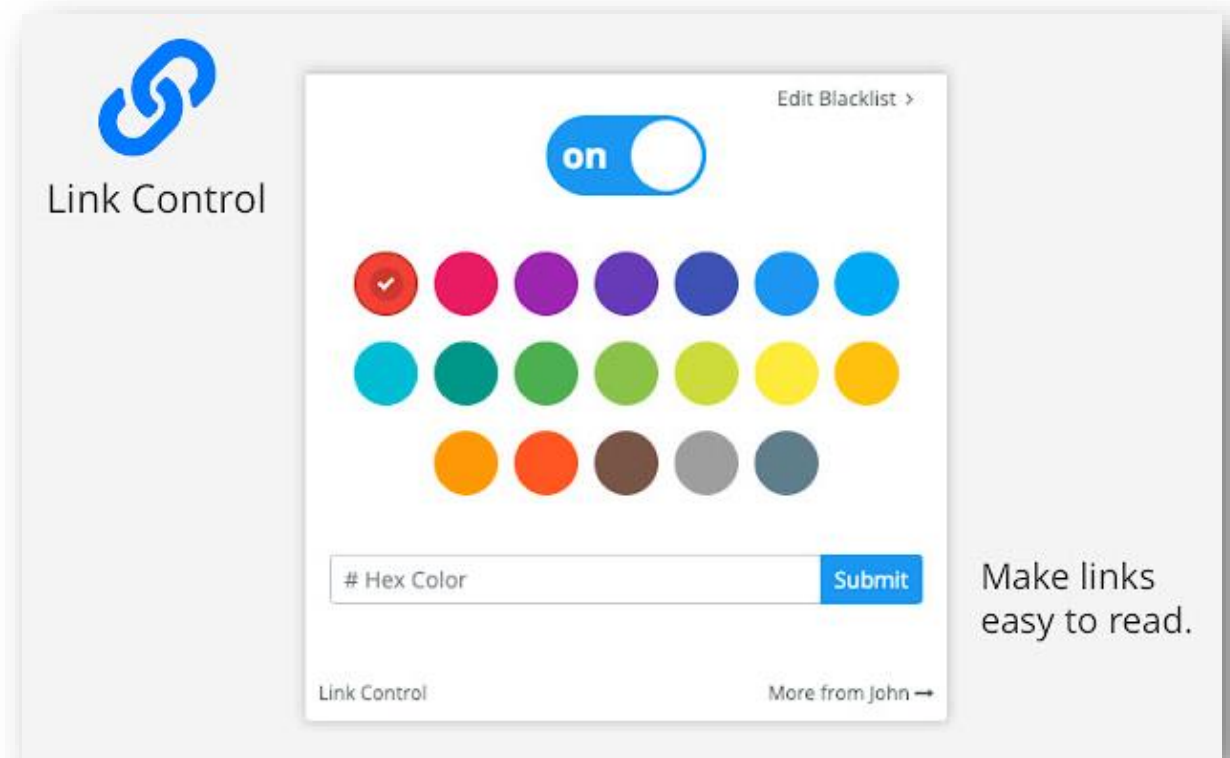 Link Control
Edit Blacklist >
on
# Hex Color
Submit
Make links
easy to read.
Link Control
More from John →